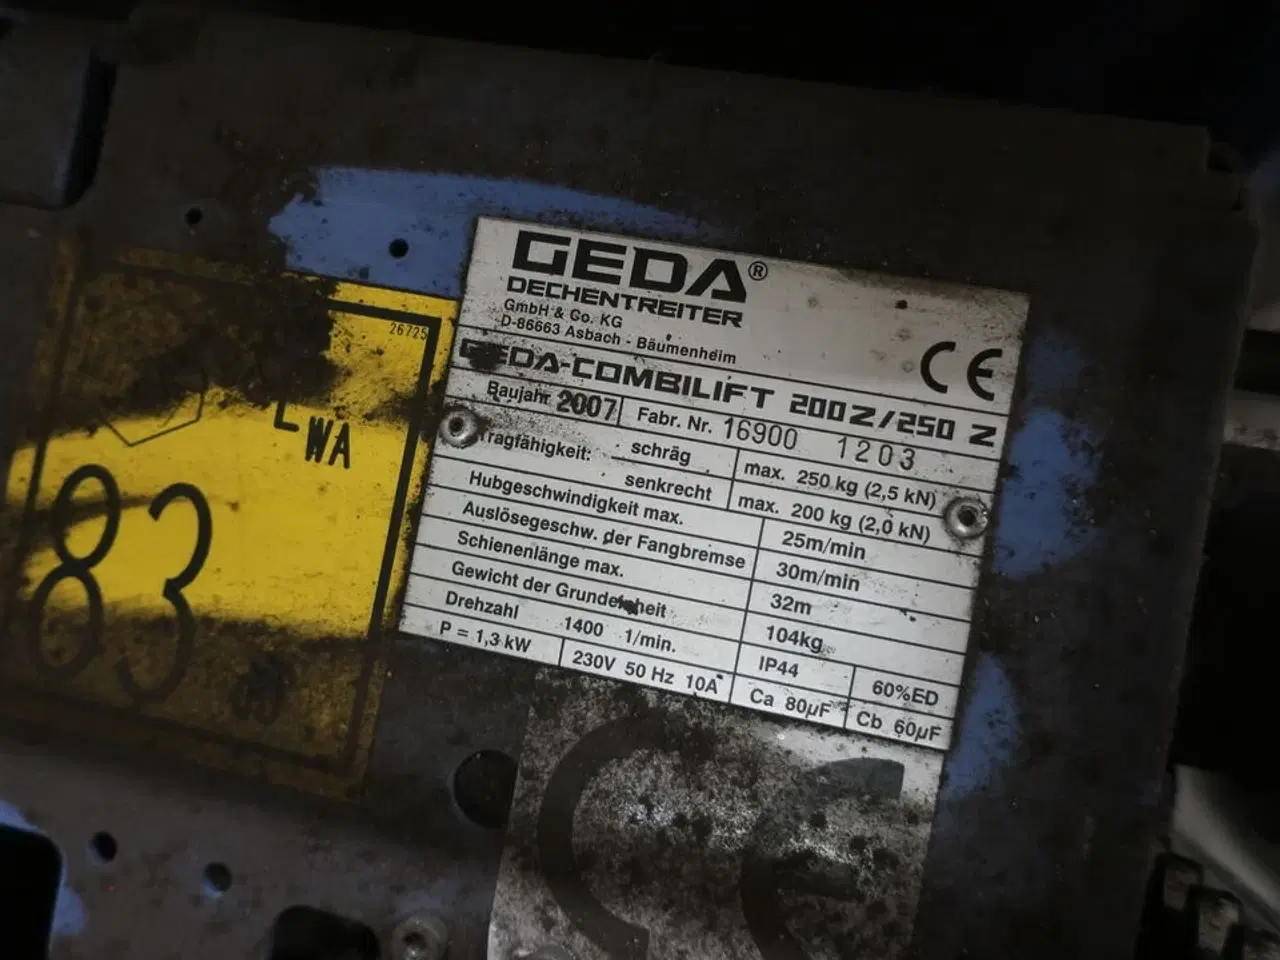 GEDA®
DECHENTREITER
GmbH & Co. KG
D-86663 Asbach - Bäumenheim
CE
GEDA-COMBILIFT 200Z/250 Z
Baujahr 2007 Fabr. Nr. 16900 1203
Tragfähigkeit: schräg max. 250 kg (2,5 kN)
senkrecht max. 200 kg (2,0 kN)
Hubgeschwindigkeit max. 25m/min
Auslösegeschw. der Fangbremse 30m/min
Schienenlänge max. 32m
Gewicht der Grundeinheit 104kg
Drehzahl 1400 1/min. IP44 60%ED
P = 1,3 kW 230V 50 Hz 10A Ca 80µF Cb 60µF
26725
LWA
83
CE